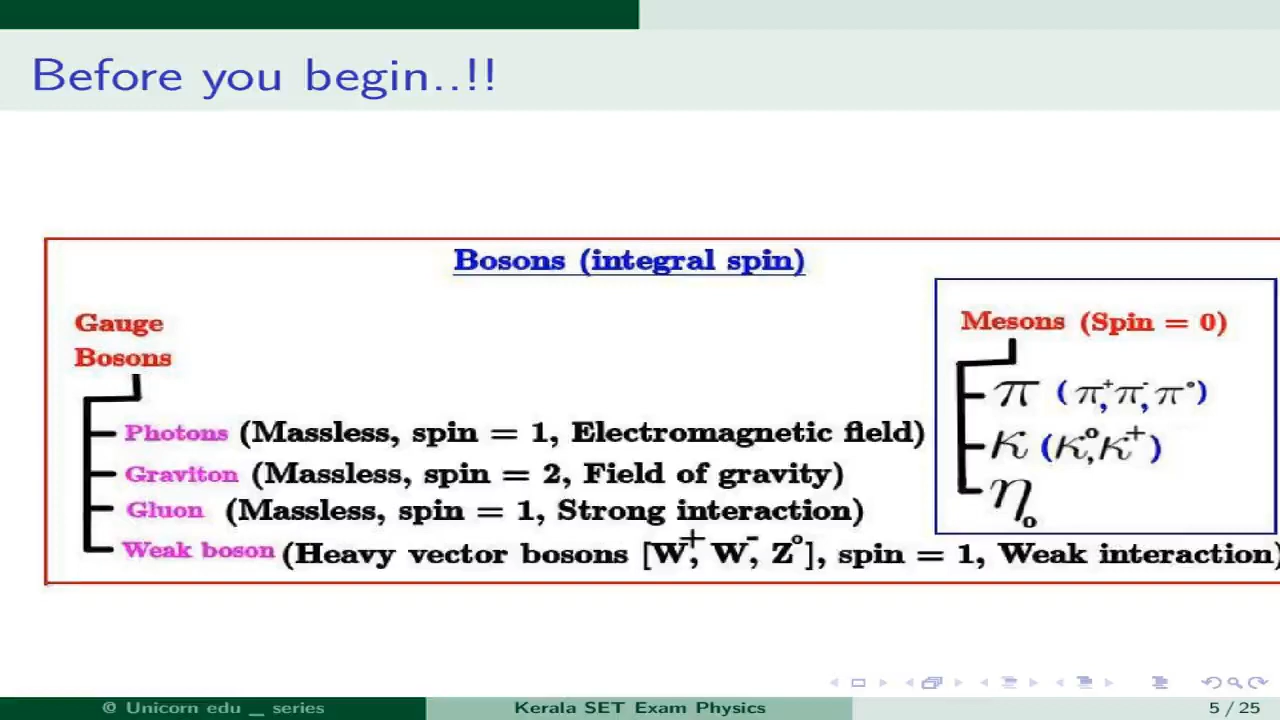 Before you begin..!!
Bosons (integral spin)
Gauge
Bosons
Photons (Massless, spin = 1, Electromagnetic field)
Graviton (Massless, spin = 2, Field of gravity)
Gluon (Massless, spin = 1, Strong interaction)
Weak boson (Heavy vector bosons [W⁺, W⁻, Z⁰], spin = 1, Weak interaction)
Mesons (Spin = 0)
π (π⁺, π⁻, π⁰)
κ (κ⁰, κ⁺)
η₀
© Unicorn edu _ series
Kerala SET Exam Physics
5 / 25